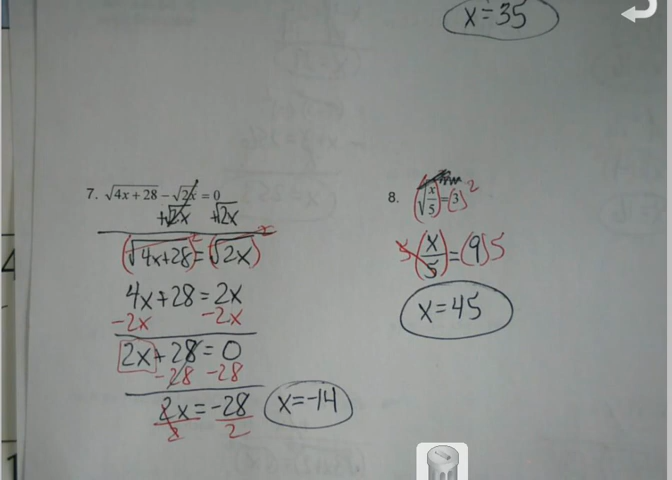 x=35
7. √4x+28 − √2x = 0
+√2x +√2x
(√4x+28)² = (√2x)²
4x+28 = 2x
-2x -2x
2x+28 = 0
-28 -28
2x = -28
2 2
x=-14
8. (√x/5)² = (3)²
5(x/5) = (9)5
x=45